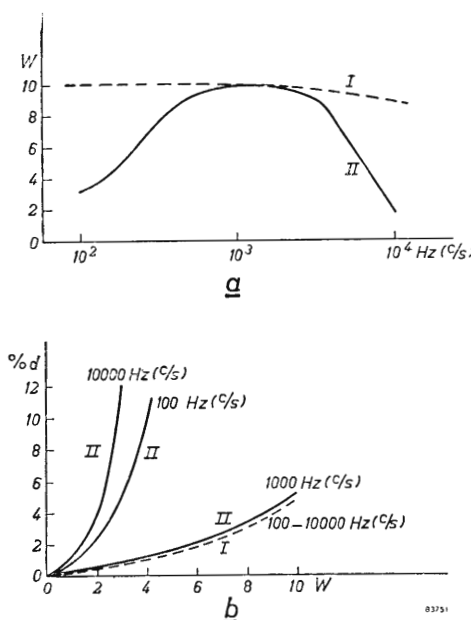 W
10
8
6
4
2
0
I
II
10²
10³
10⁴ Hz (c/s)
a
% d
12
10
8
6
4
2
0
10000 Hz (c/s)
100 Hz (c/s)
II
II
1000 Hz (c/s)
II
100–10000 Hz (c/s)
I
0 2 4 6 8 10 W
b
83751